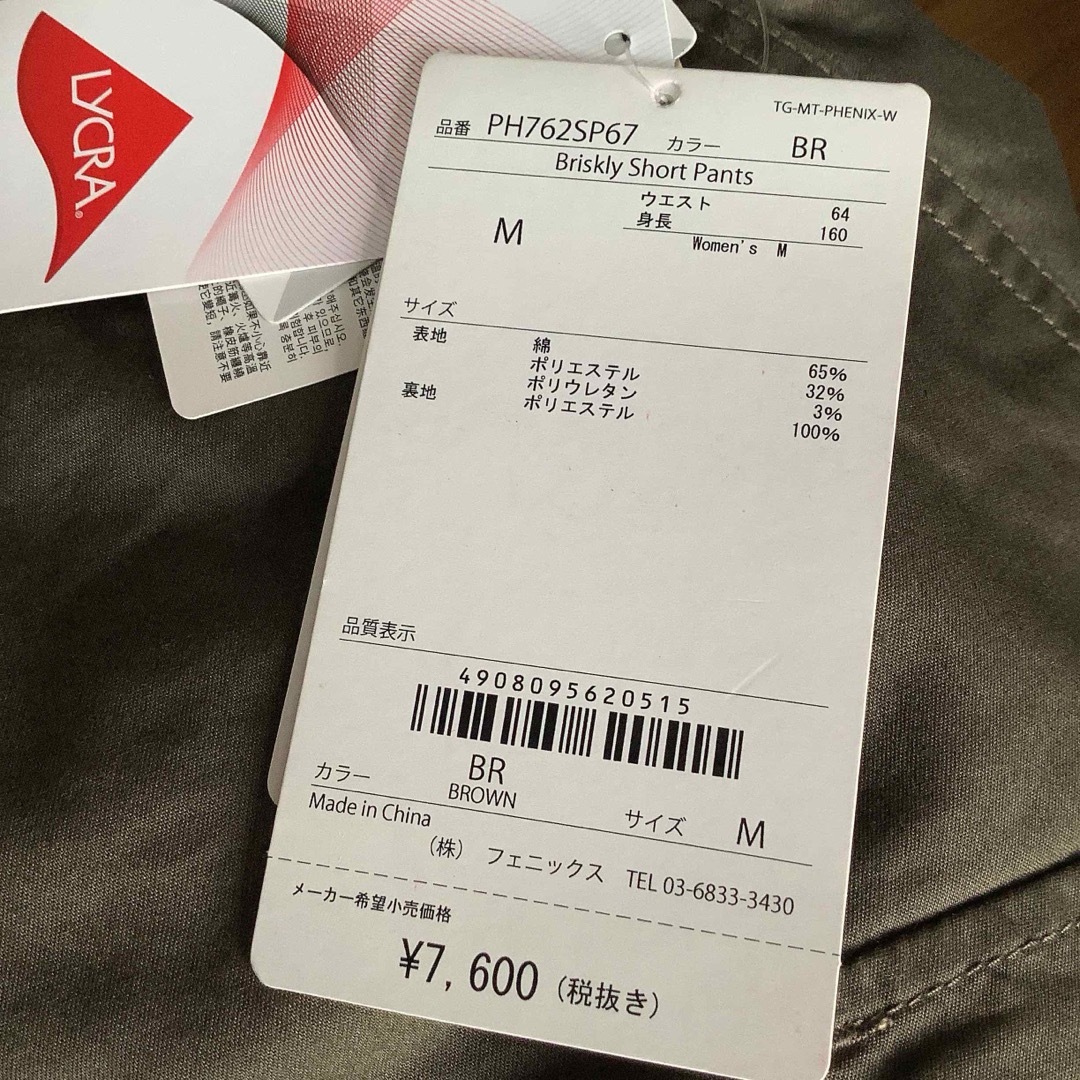 LYCRA®
TG-MT-PHENIX-W
品番 PH762SP67 カラー BR
Briskly Short Pants
ウエスト 64
身長 160
M
Women's M
サイズ
表地 綿 65%
ポリエステル 32%
ポリウレタン 3%
裏地 ポリエステル 100%
品質表示
4908095620515
カラー BR
BROWN
サイズ M
Made in China
(株) フェニックス TEL 03-6833-3430
メーカー希望小売価格
¥7,600 (税抜き)